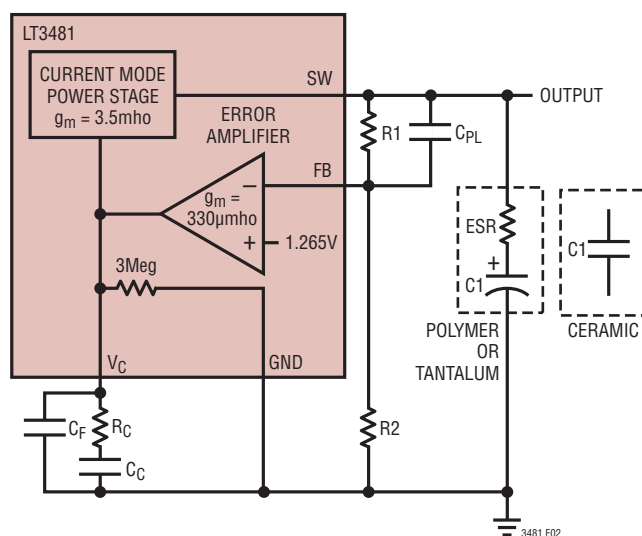 LT3481
CURRENT MODE
POWER STAGE
gm = 3.5mho
SW
OUTPUT
ERROR
AMPLIFIER
R1
CPL
FB
–
gm =
330µmho
+
1.265V
ESR
+
C1
C1
3Meg
POLYMER
OR
TANTALUM
CERAMIC
VC
GND
CF
RC
CC
R2
3481 F02